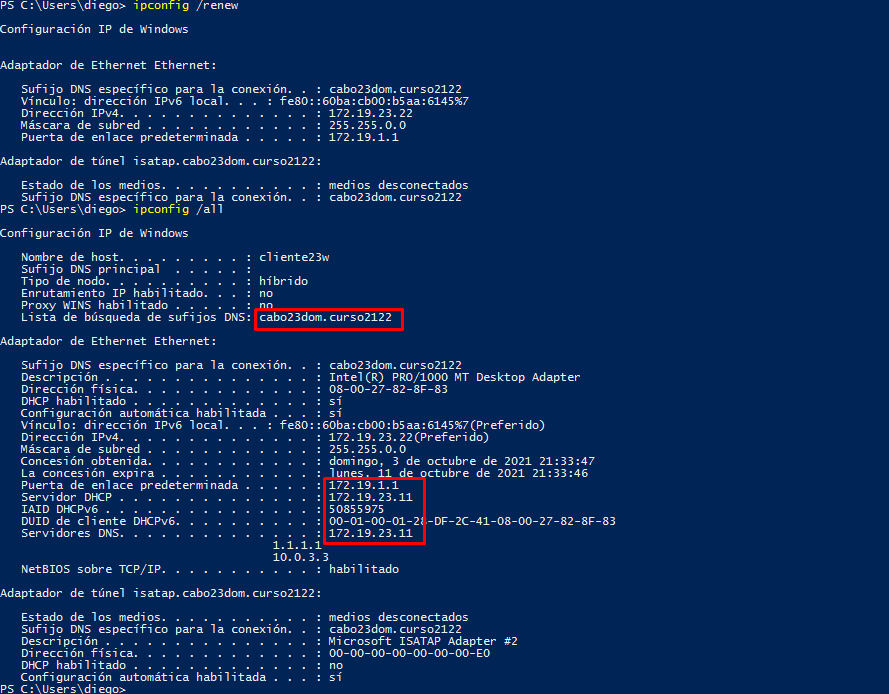 PS C:\Users\diego> ipconfig /renew
Configuración IP de Windows
Adaptador de Ethernet Ethernet:
Sufijo DNS específico para la conexión. . : cabo23dom.curso2122
Vínculo: dirección IPv6 local. . . : fe80::60ba:cb00:b5aa:6145%7
Dirección IPv4. . . . . . . . . . . . . . : 172.19.23.22
Máscara de subred . . . . . . . . . . . . : 255.255.0.0
Puerta de enlace predeterminada . . . . . : 172.19.1.1
Adaptador de túnel isatap.cabo23dom.curso2122:
Estado de los medios. . . . . . . . . . . : medios desconectados
Sufijo DNS específico para la conexión. . : cabo23dom.curso2122
PS C:\Users\diego> ipconfig /all
Configuración IP de Windows
Nombre de host. . . . . . . . . : cliente23w
Sufijo DNS principal  . . . . . :
Tipo de nodo. . . . . . . . . . : híbrido
Enrutamiento IP habilitado. . . : no
Proxy WINS habilitado . . . . . : no
Lista de búsqueda de sufijos DNS: cabo23dom.curso2122
Adaptador de Ethernet Ethernet:
Sufijo DNS específico para la conexión. . : cabo23dom.curso2122
Descripción . . . . . . . . . . . . . . . : Intel(R) PRO/1000 MT Desktop Adapter
Dirección física. . . . . . . . . . . . . : 08-00-27-82-8F-83
DHCP habilitado . . . . . . . . . . . . . : sí
Configuración automática habilitada . . . : sí
Vínculo: dirección IPv6 local. . . : fe80::60ba:cb00:b5aa:6145%7(Preferido)
Dirección IPv4. . . . . . . . . . . . . . : 172.19.23.22(Preferido)
Máscara de subred . . . . . . . . . . . . : 255.255.0.0
Concesión obtenida. . . . . . . . . . . . : domingo, 3 de octubre de 2021 21:33:47
La concesión expira . . . . . . . . . . . : lunes, 11 de octubre de 2021 21:33:46
Puerta de enlace predeterminada . . . . . : 172.19.1.1
Servidor DHCP . . . . . . . . . . . . . . : 172.19.23.11
IAID DHCPv6 . . . . . . . . . . . . . . . : 50855975
DUID de cliente DHCPv6. . . . . . . . . . : 00-01-00-01-28-DF-2C-41-08-00-27-82-8F-83
Servidores DNS. . . . . . . . . . . . . . : 172.19.23.11
1.1.1.1
10.0.3.3
NetBIOS sobre TCP/IP. . . . . . . . . . . : habilitado
Adaptador de túnel isatap.cabo23dom.curso2122:
Estado de los medios. . . . . . . . . . . : medios desconectados
Sufijo DNS específico para la conexión. . : cabo23dom.curso2122
Descripción . . . . . . . . . . . . . . . : Microsoft ISATAP Adapter #2
Dirección física. . . . . . . . . . . . . : 00-00-00-00-00-00-00-E0
DHCP habilitado . . . . . . . . . . . . . : no
Configuración automática habilitada . . . : sí
PS C:\Users\diego>